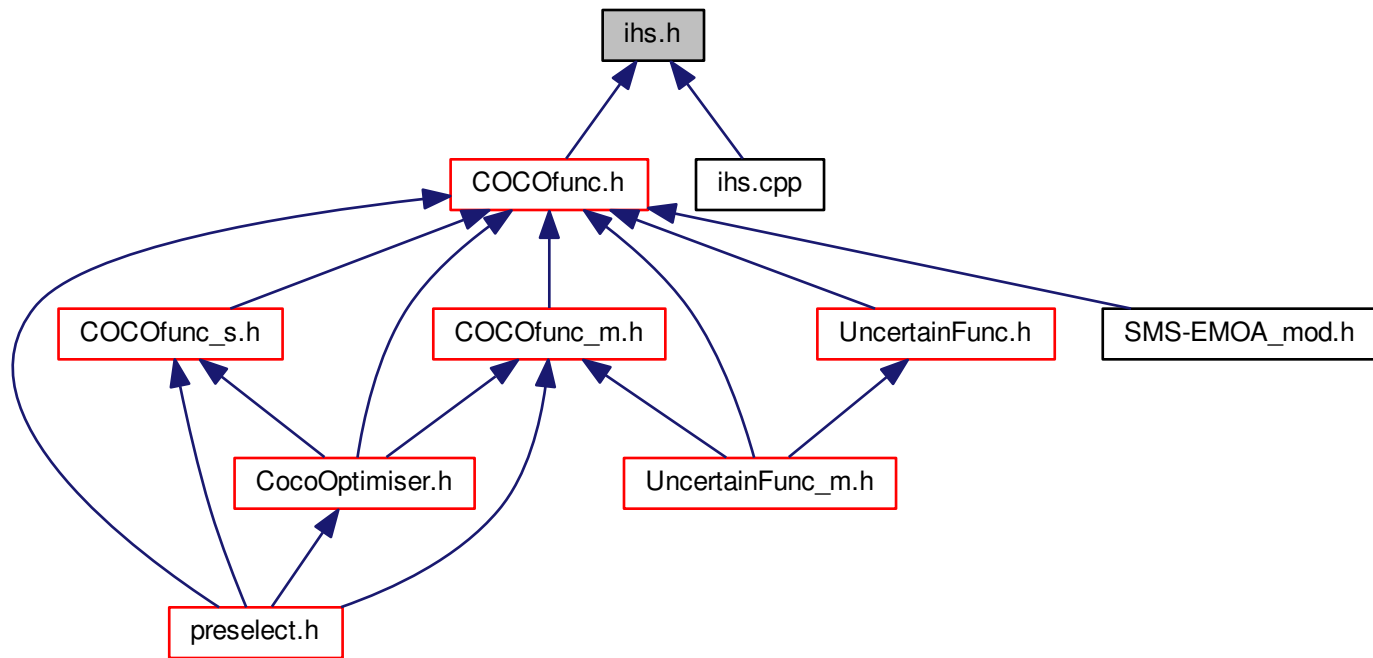 ihs.h
COCOfunc.h
ihs.cpp
COCOfunc_s.h
COCOfunc_m.h
UncertainFunc.h
SMS-EMOA_mod.h
CocoOptimiser.h
UncertainFunc_m.h
preselect.h